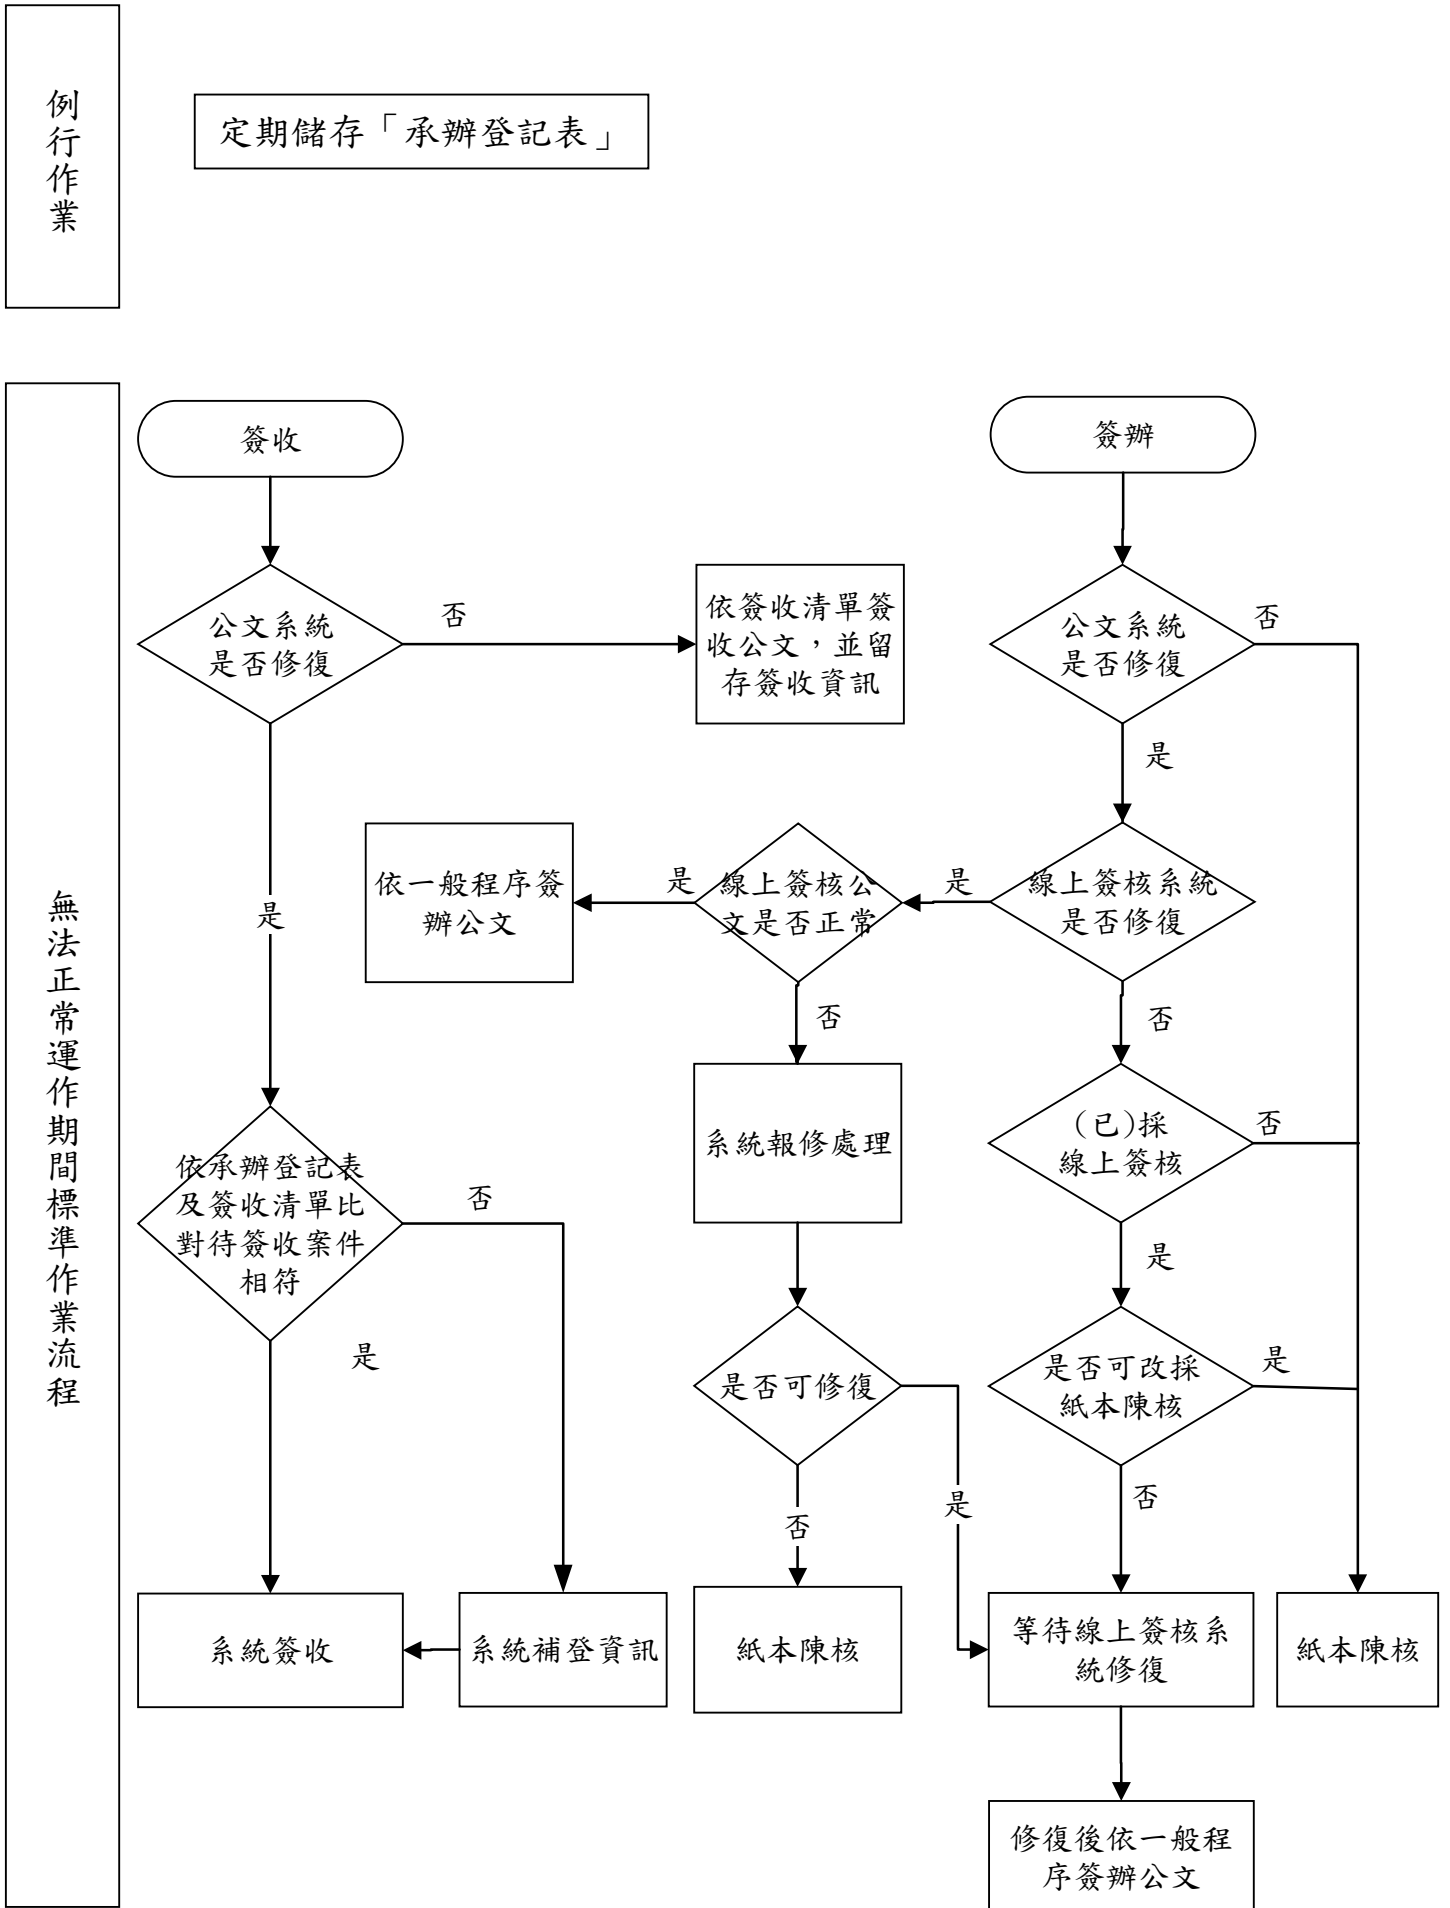 例行作業
定期儲存「承辦登記表」
無法正常運作期間標準作業流程
簽收
簽辦
公文系統
是否修復
否
依簽收清單簽
收公文，並留
存簽收資訊
公文系統
是否修復
否
是
依一般程序簽
辦公文
是
線上簽核公
文是否正常
是
線上簽核系統
是否修復
是
否
否
系統報修處理
(已)採
線上簽核
否
依承辦登記表
及簽收清單比
對待簽收案件
相符
否
是
是
是否可修復
是否可改採
紙本陳核
是
否
是
否
系統簽收
系統補登資訊
紙本陳核
等待線上簽核系
統修復
紙本陳核
修復後依一般程
序簽辦公文